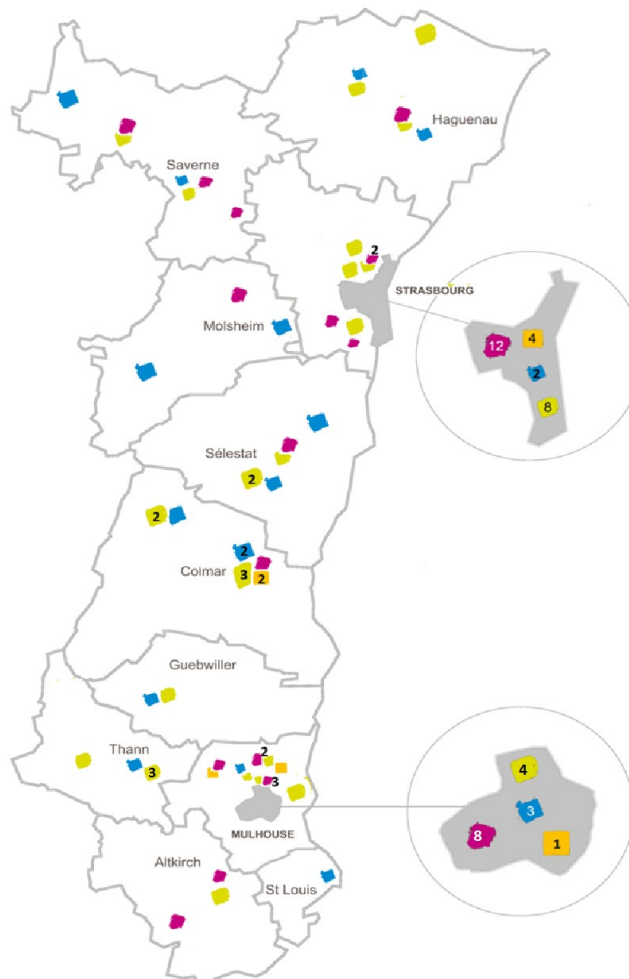 Haguenau
Saverne
2
STRASBOURG
Molsheim
12
4
2
8
Sélestat
2
2
2
Colmar
3
2
Guebwiller
Thann
3
2
3
MULHOUSE
4
3
8
1
Altkirch
St Louis